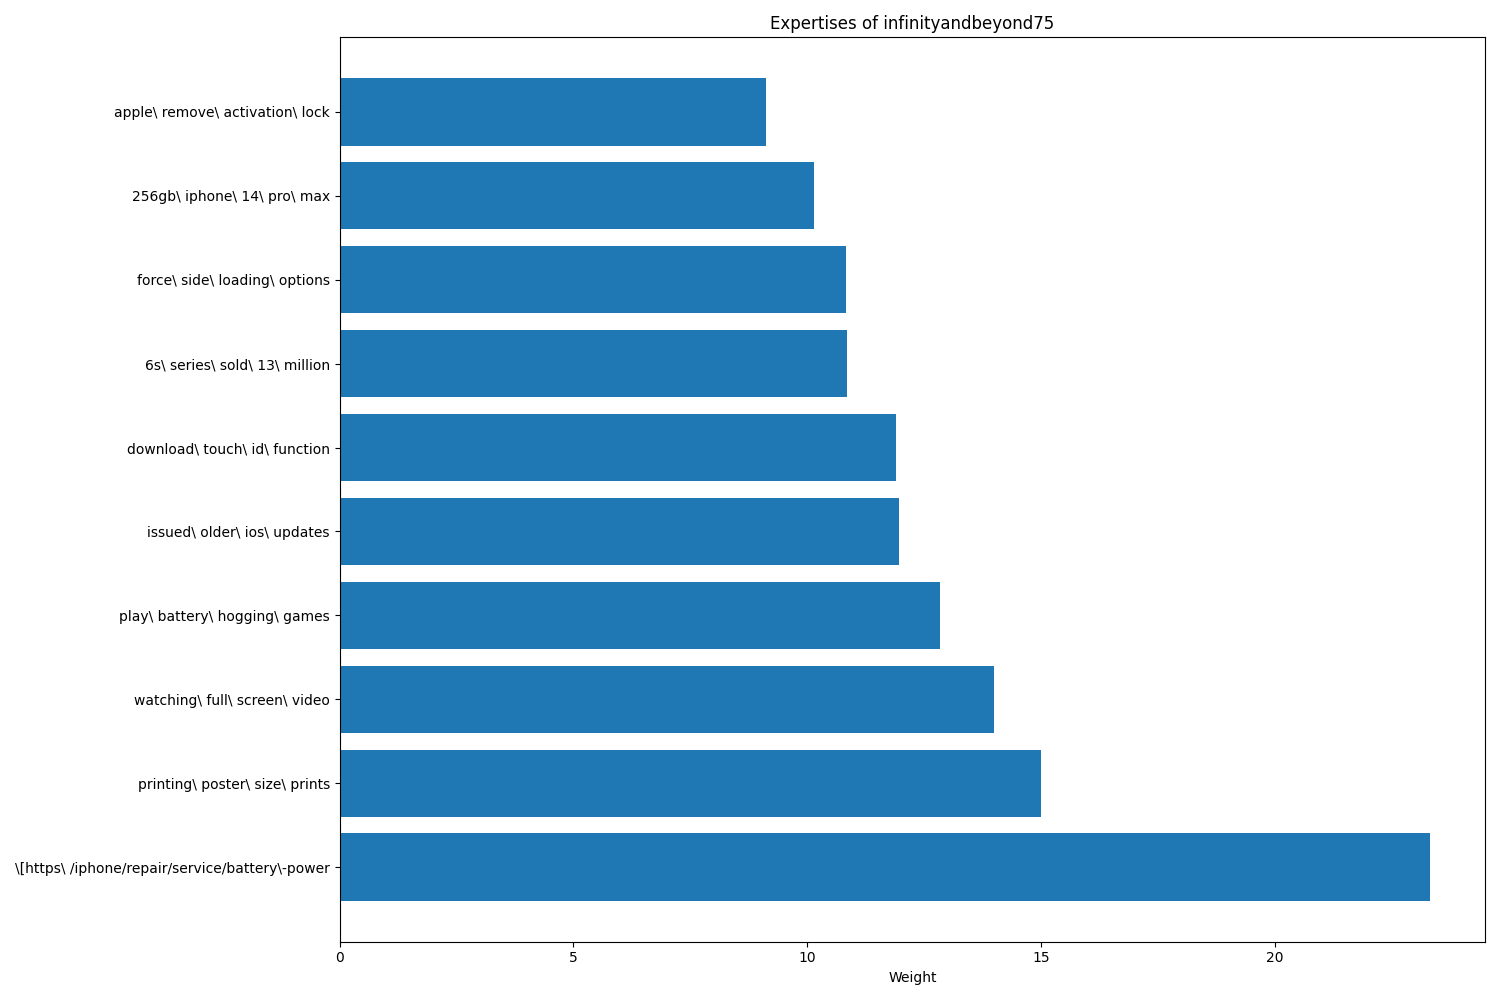 Expertises of infinityandbeyond75
apple\ remove\ activation\ lock
256gb\ iphone\ 14\ pro\ max
force\ side\ loading\ options
6s\ series\ sold\ 13\ million
download\ touch\ id\ function
issued\ older\ ios\ updates
play\ battery\ hogging\ games
watching\ full\ screen\ video
printing\ poster\ size\ prints
\[https\ /iphone/repair/service/battery\-power
0 5 10 15 20
Weight